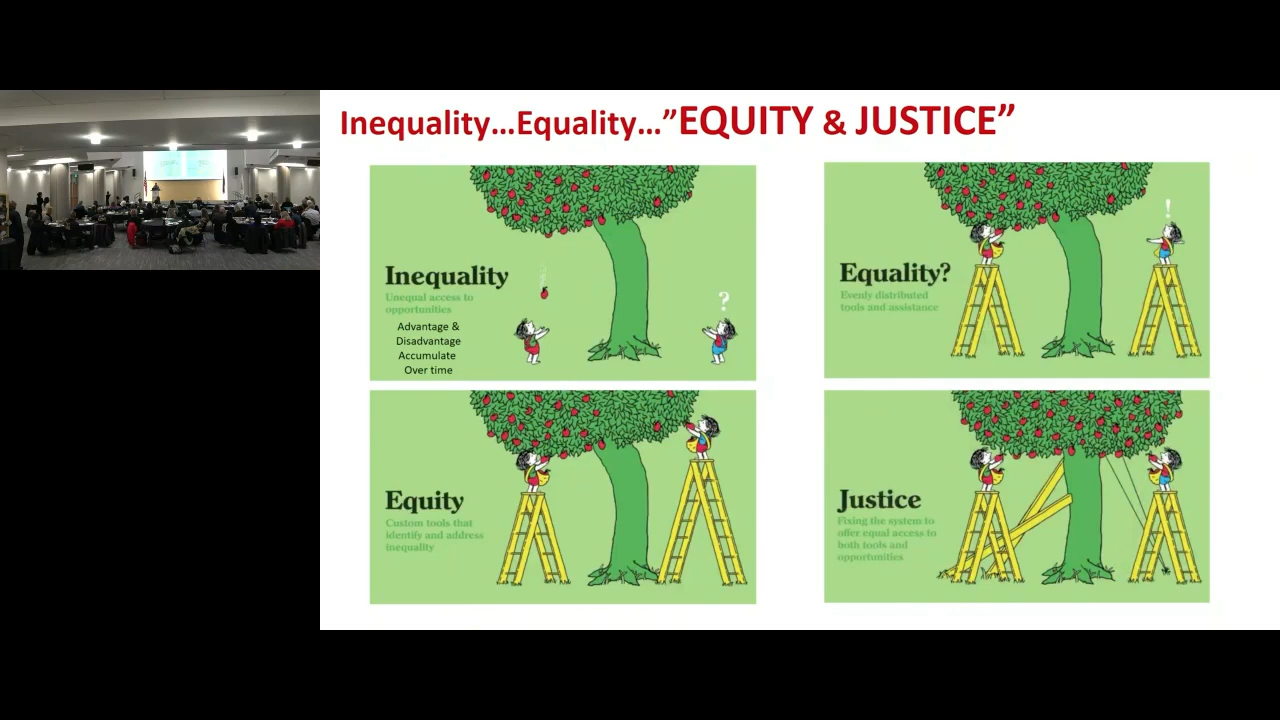 Inequality...Equality..."EQUITY & JUSTICE"
Inequality
Unequal access to
opportunities
Advantage &
Disadvantage
Accumulate
Over time
?
Equality?
Evenly distributed
tools and assistance
!
Equity
Custom tools that
identify and address
inequality
Justice
Fixing the system to
offer equal access to
both tools and
opportunities